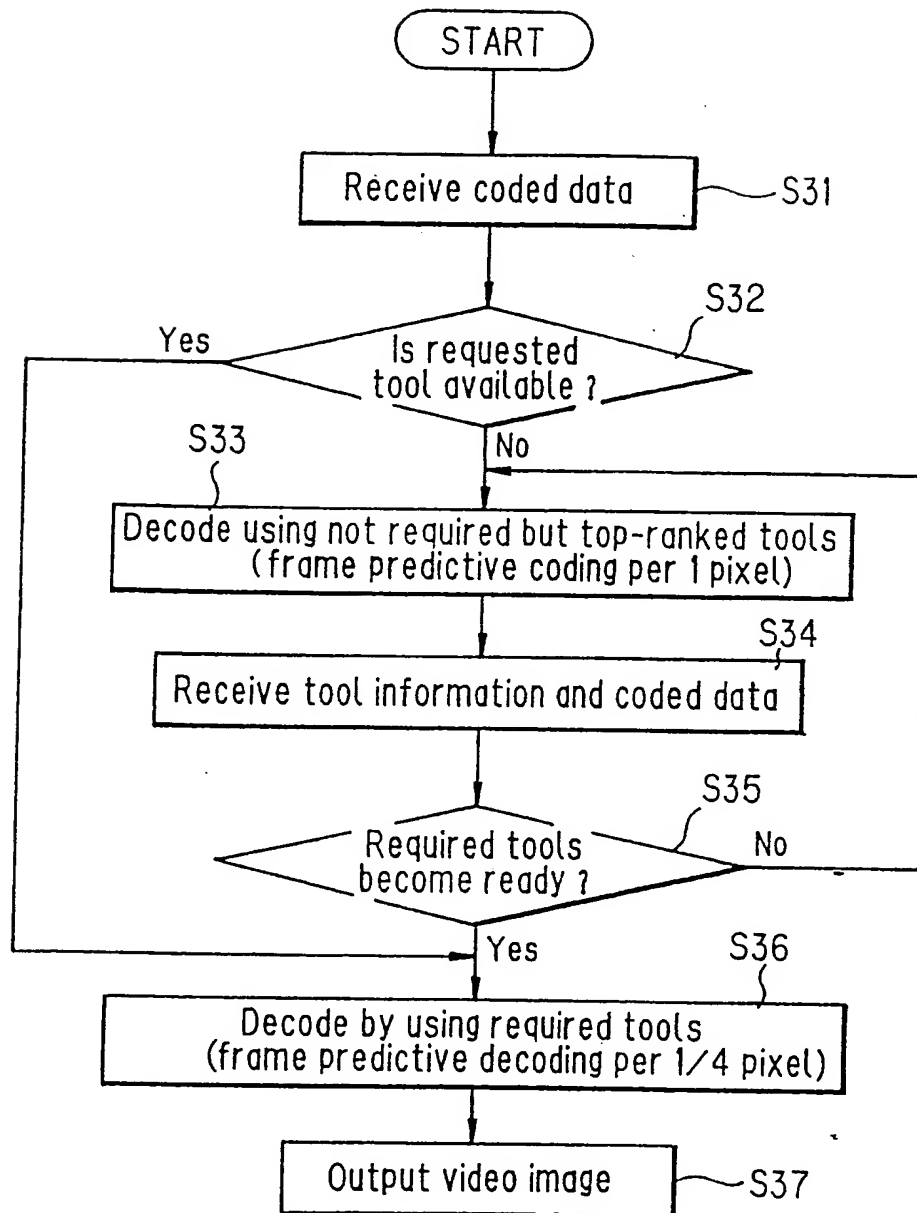 START
Receive coded data
S31
S32
Yes
Is requested
tool available ?
No
S33
Decode using not required but top-ranked tools
(frame predictive coding per 1 pixel)
S34
Receive tool information and coded data
S35
Required tools
become ready ?
No
Yes
S36
Decode by using required tools
(frame predictive decoding per 1/4 pixel)
Output video image
S37